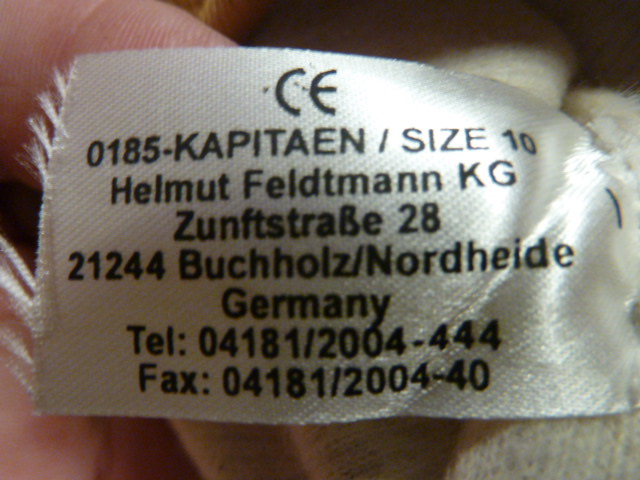 CE
0185-KAPITAEN / SIZE 10
Helmut Feldtmann KG
Zunftstraße 28
21244 Buchholz/Nordheide
Germany
Tel: 04181/2004-444
Fax: 04181/2004-40